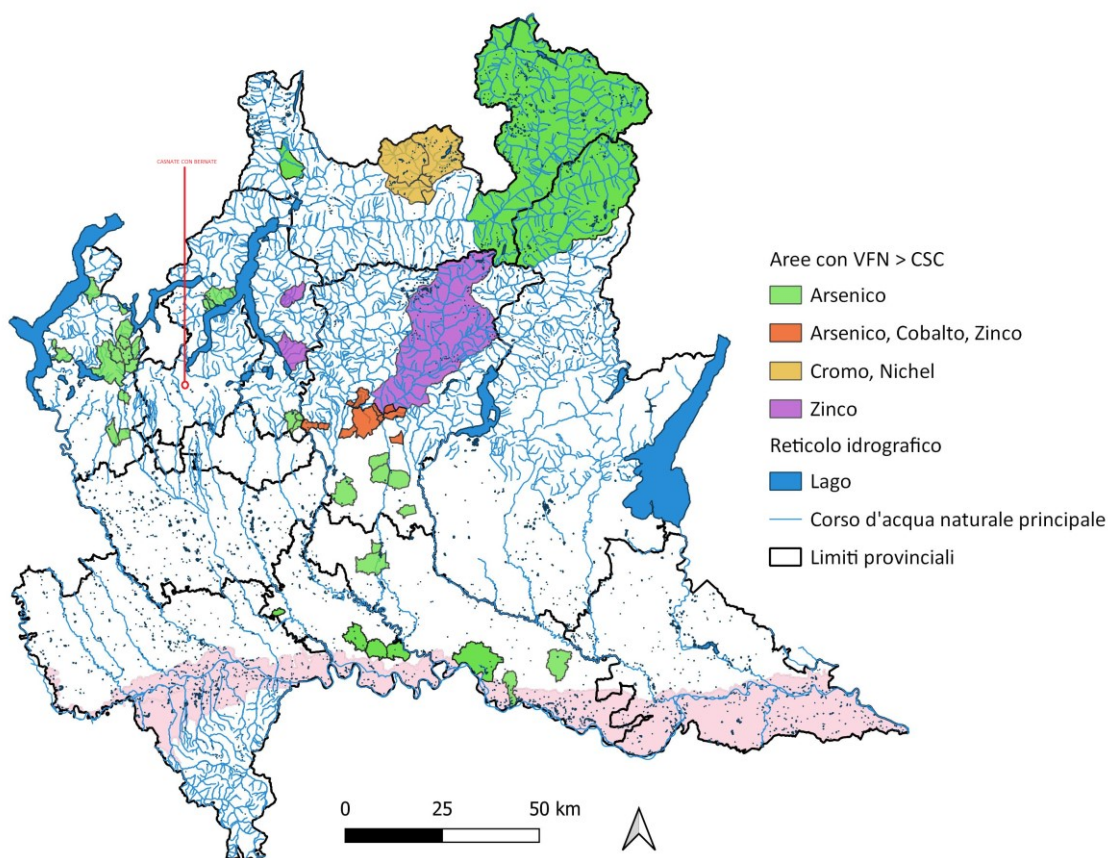 CASNATE CON BERNATE
Aree con VFN > CSC
Arsenico
Arsenico, Cobalto, Zinco
Cromo, Nichel
Zinco
Reticolo idrografico
Lago
Corso d'acqua naturale principale
Limiti provinciali
0 25 50 km